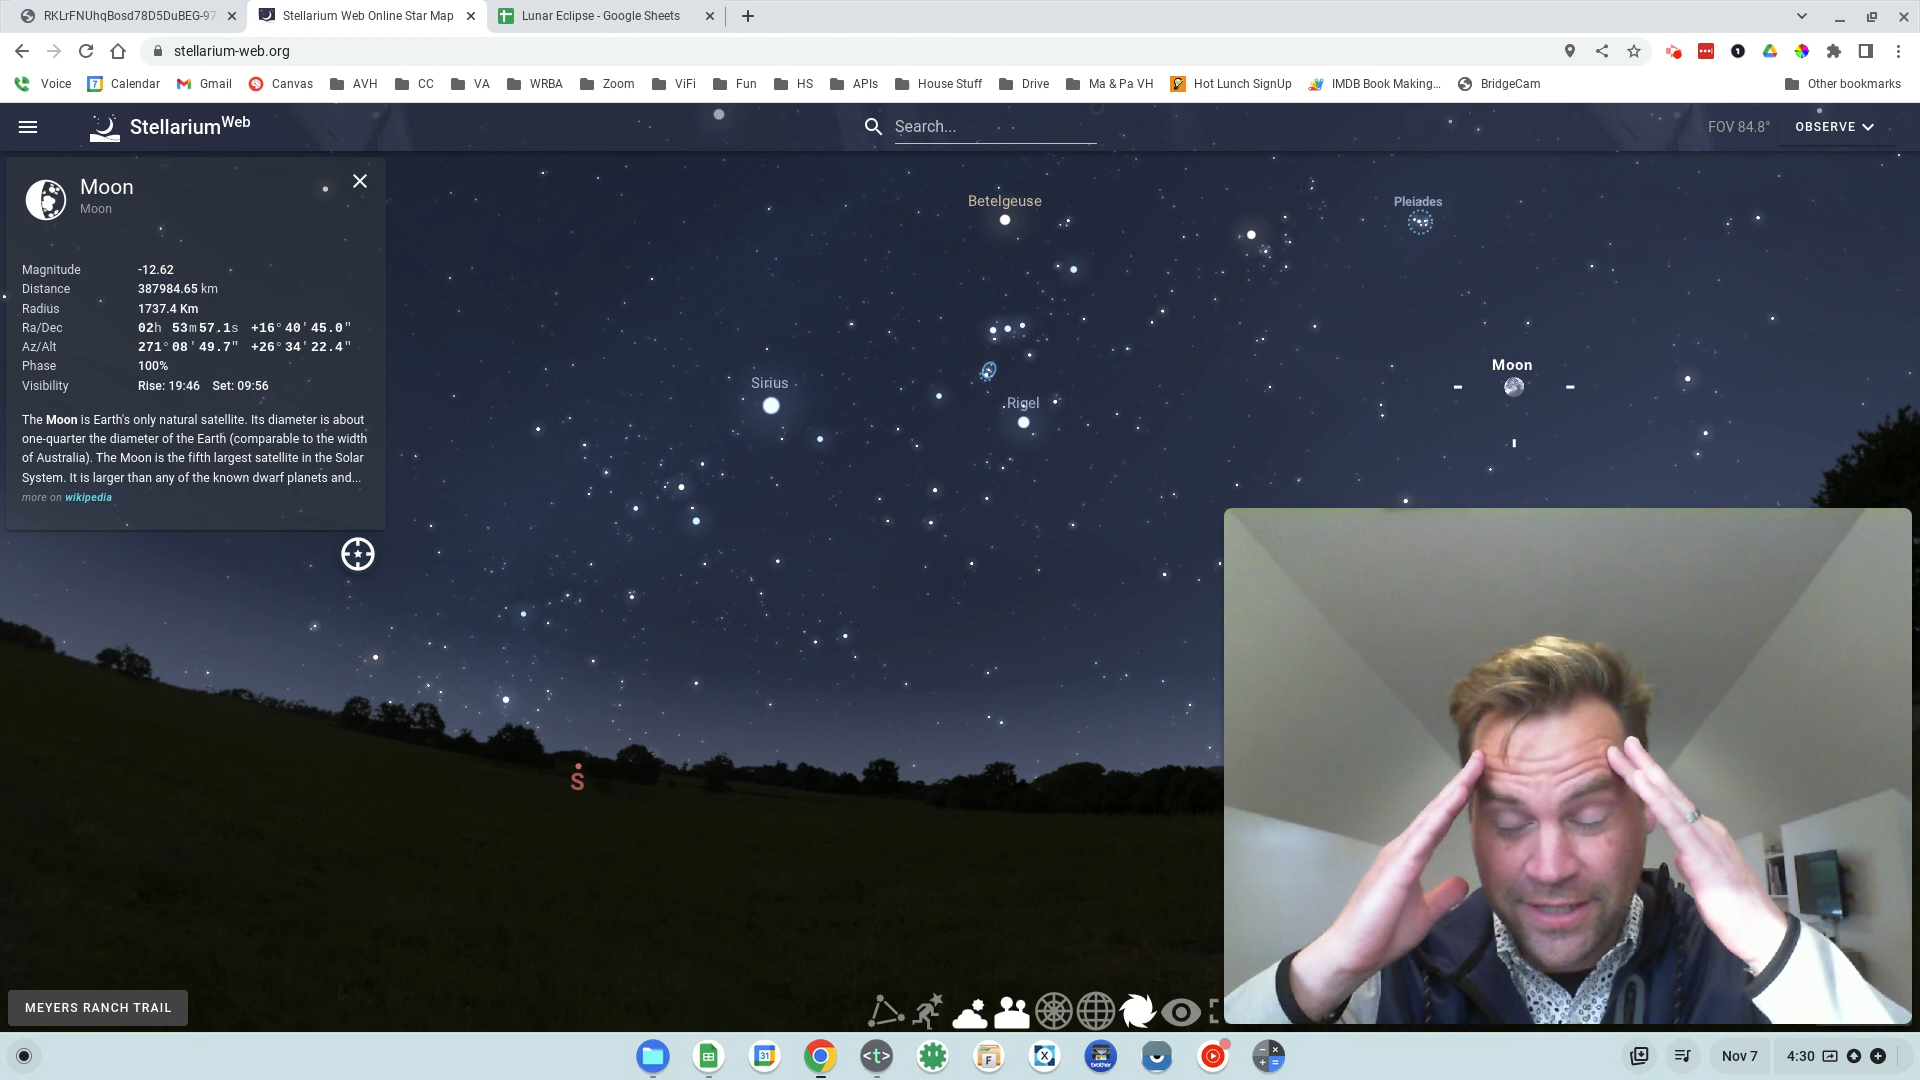 RKLrFNUhqBosd78D5DuBEG-97
Stellarium Web Online Star Map
Lunar Eclipse - Google Sheets
stellarium-web.org
Voice
7
Calendar
Gmail
Canvas
AVH
CC
VA
WRBA
Zoom
ViFi
Fun
HS
APIs
House Stuff
Drive
Ma & Pa VH
Hot Lunch SignUp
IMDB Book Making...
BridgeCam
Other bookmarks
StellariumWeb
Search...
FOV 84.8°
OBSERVE
Moon
Moon
Magnitude -12.62
Distance 387984.65 km
Radius 1737.4 Km
Ra/Dec 02h 53m57.1s +16°40'45.0"
Az/Alt 271°08'49.7" +26°34'22.4"
Phase 100%
Visibility Rise: 19:46 Set: 09:56
The Moon is Earth's only natural satellite. Its diameter is about
one-quarter the diameter of the Earth (comparable to the width
of Australia). The Moon is the fifth largest satellite in the Solar
System. It is larger than any of the known dwarf planets and...
more on wikipedia
Betelgeuse
Pleiades
Moon
Sirius
Rigel
S
MEYERS RANCH TRAIL
31
<t>
F
X
brother
Nov 7
4:30